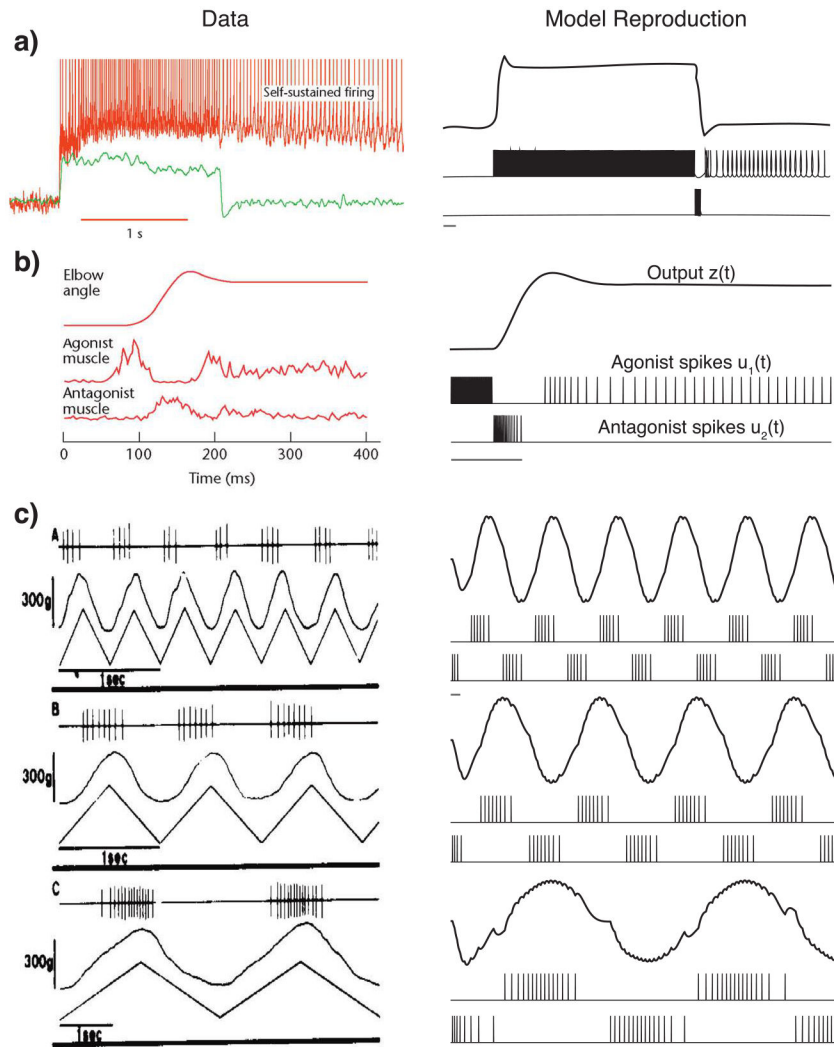 Data
Model Reproduction
a)
Self-sustained firing
1 s
b)
Elbow
angle
Agonist
muscle
Antagonist
muscle
0 100 200 300 400
Time (ms)
Output z(t)
Agonist spikes u1(t)
Antagonist spikes u2(t)
c)
A
300g
1sec
B
300g
1sec
C
300g
1sec